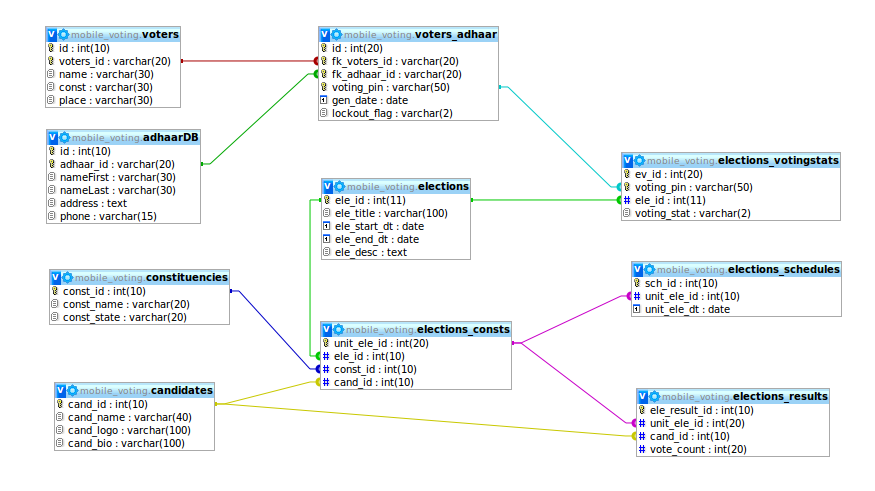 mobile_voting.voters
id : int(10)
voters_id : varchar(20)
name : varchar(30)
const : varchar(30)
place : varchar(30)
mobile_voting.voters_adhaar
id : int(20)
fk_voters_id : varchar(20)
fk_adhaar_id : varchar(20)
voting_pin : varchar(50)
gen_date : date
lockout_flag : varchar(2)
mobile_voting.adhaarDB
id : int(10)
adhaar_id : varchar(20)
nameFirst : varchar(30)
nameLast : varchar(30)
address : text
phone : varchar(15)
mobile_voting.elections_votingstats
ev_id : int(20)
voting_pin : varchar(50)
# ele_id : int(11)
voting_stat : varchar(2)
mobile_voting.elections
ele_id : int(11)
ele_title : varchar(100)
ele_start_dt : date
ele_end_dt : date
ele_desc : text
mobile_voting.constituencies
const_id : int(10)
const_name : varchar(20)
const_state : varchar(20)
mobile_voting.elections_schedules
sch_id : int(10)
# unit_ele_id : int(10)
unit_ele_dt : date
mobile_voting.elections_consts
unit_ele_id : int(20)
# ele_id : int(10)
# const_id : int(10)
# cand_id : int(10)
mobile_voting.candidates
cand_id : int(10)
cand_name : varchar(40)
cand_logo : varchar(100)
cand_bio : varchar(100)
mobile_voting.elections_results
ele_result_id : int(10)
# unit_ele_id : int(20)
# cand_id : int(10)
# vote_count : int(20)